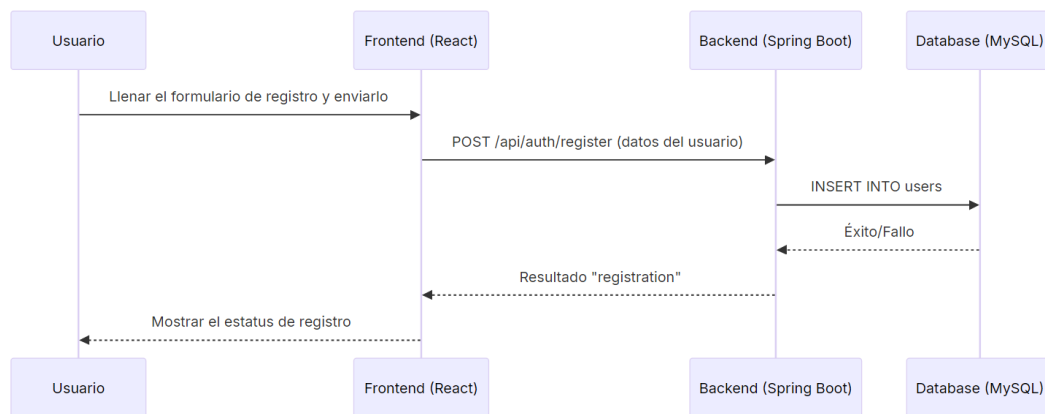 Usuario
Frontend (React)
Backend (Spring Boot)
Database (MySQL)
Llenar el formulario de registro y enviarlo
POST /api/auth/register (datos del usuario)
INSERT INTO users
Éxito/Fallo
Resultado "registration"
Mostrar el estatus de registro
Usuario
Frontend (React)
Backend (Spring Boot)
Database (MySQL)